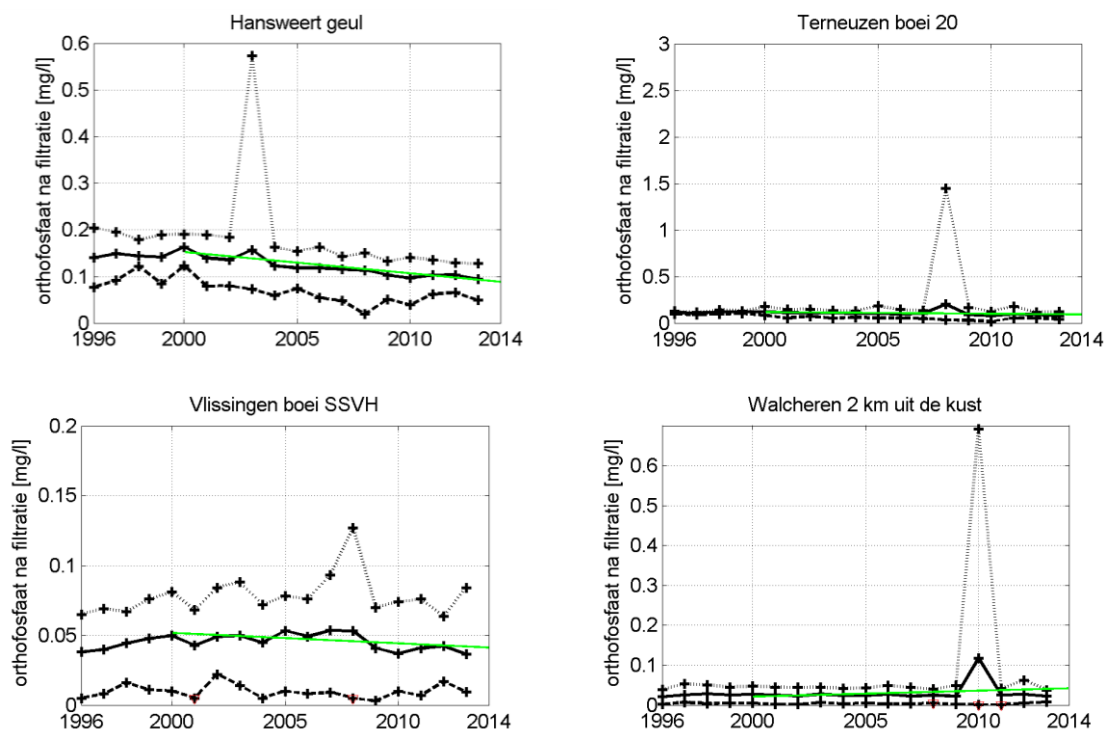 Hansweert geul
orthofosfaat na filtratie [mg/l]
0.6
0.5
0.4
0.3
0.2
0.1
0
1996 2000 2005 2010 2014
Terneuzen boei 20
orthofosfaat na filtratie [mg/l]
3
2.5
2
1.5
1
0.5
0
1996 2000 2005 2010 2014
Vlissingen boei SSVH
orthofosfaat na filtratie [mg/l]
0.2
0.15
0.1
0.05
0
1996 2000 2005 2010 2014
Walcheren 2 km uit de kust
orthofosfaat na filtratie [mg/l]
0.6
0.5
0.4
0.3
0.2
0.1
0
1996 2000 2005 2010 2014